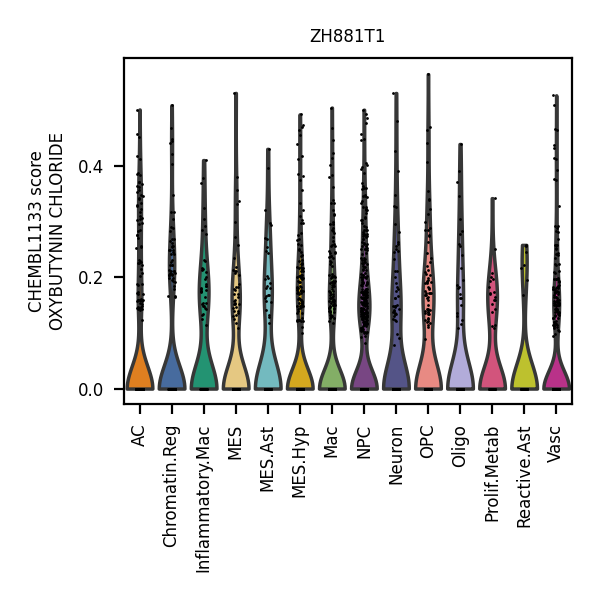 ZH881T1
CHEMBL1133 score
OXYBUTYNIN CHLORIDE
0.4
0.2
0.0
AC
Chromatin.Reg
Inflammatory.Mac
MES
MES.Ast
MES.Hyp
Mac
NPC
Neuron
OPC
Oligo
Prolif.Metab
Reactive.Ast
Vasc